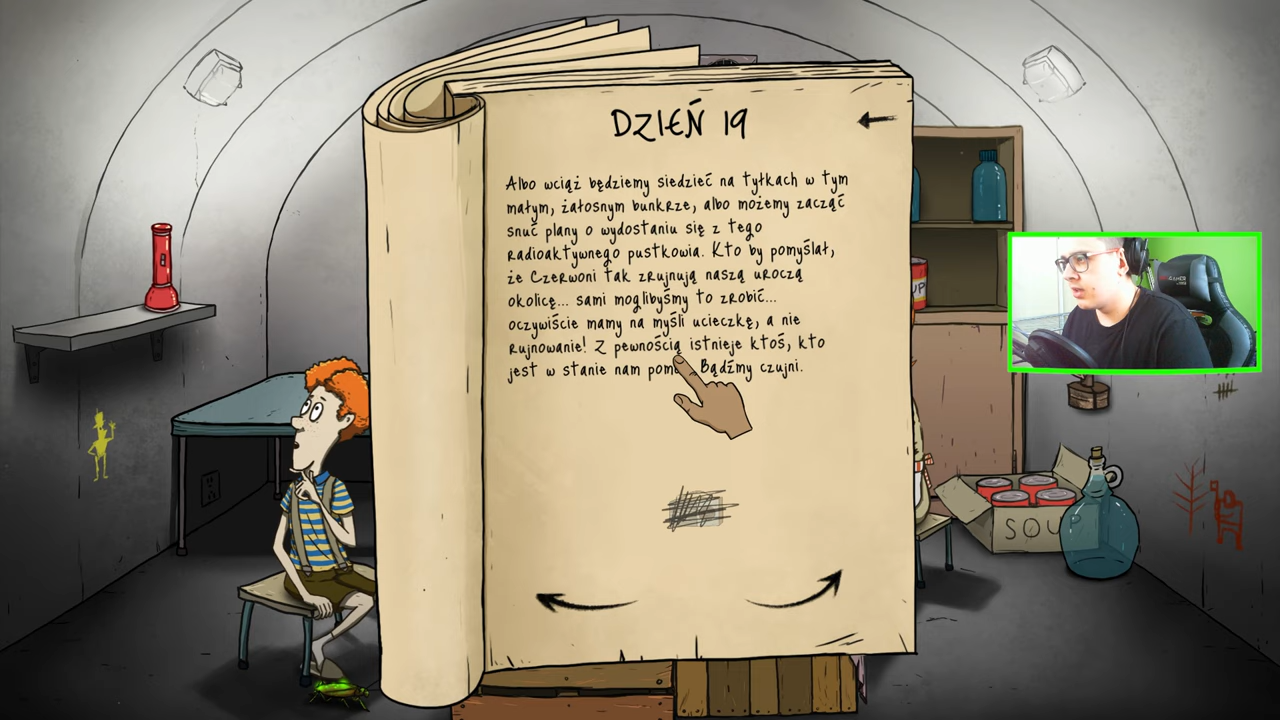 DZIEŃ 19
Albo wciąż będziemy siedzieć na tyłkach w tym
małym, żałosnym bunkrze, albo możemy zacząć
snuć plany o wydostaniu się z tego
radioaktywnego pustkowia. Kto by pomyślał,
że Czerwoni tak zrujnują naszą uroczą
okolicę... sami moglibyśmy to zrobić...
oczywiście mamy na myśli ucieczkę, a nie
rujnowanie! Z pewnością istnieje ktoś, kto
jest w stanie nam Bądźmy czujni.
SOUP